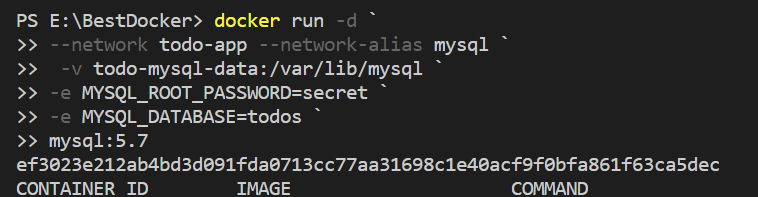 PS E:\BestDocker> docker run -d `
>> --network todo-app --network-alias mysql `
>>  -v todo-mysql-data:/var/lib/mysql `
>> -e MYSQL_ROOT_PASSWORD=secret `
>> -e MYSQL_DATABASE=todos `
>> mysql:5.7
ef3023e212ab4bd3d091fda0713cc77aa31698c1e40acf9f0bfa861f63ca5dec
CONTAINER ID   IMAGE   COMMAND